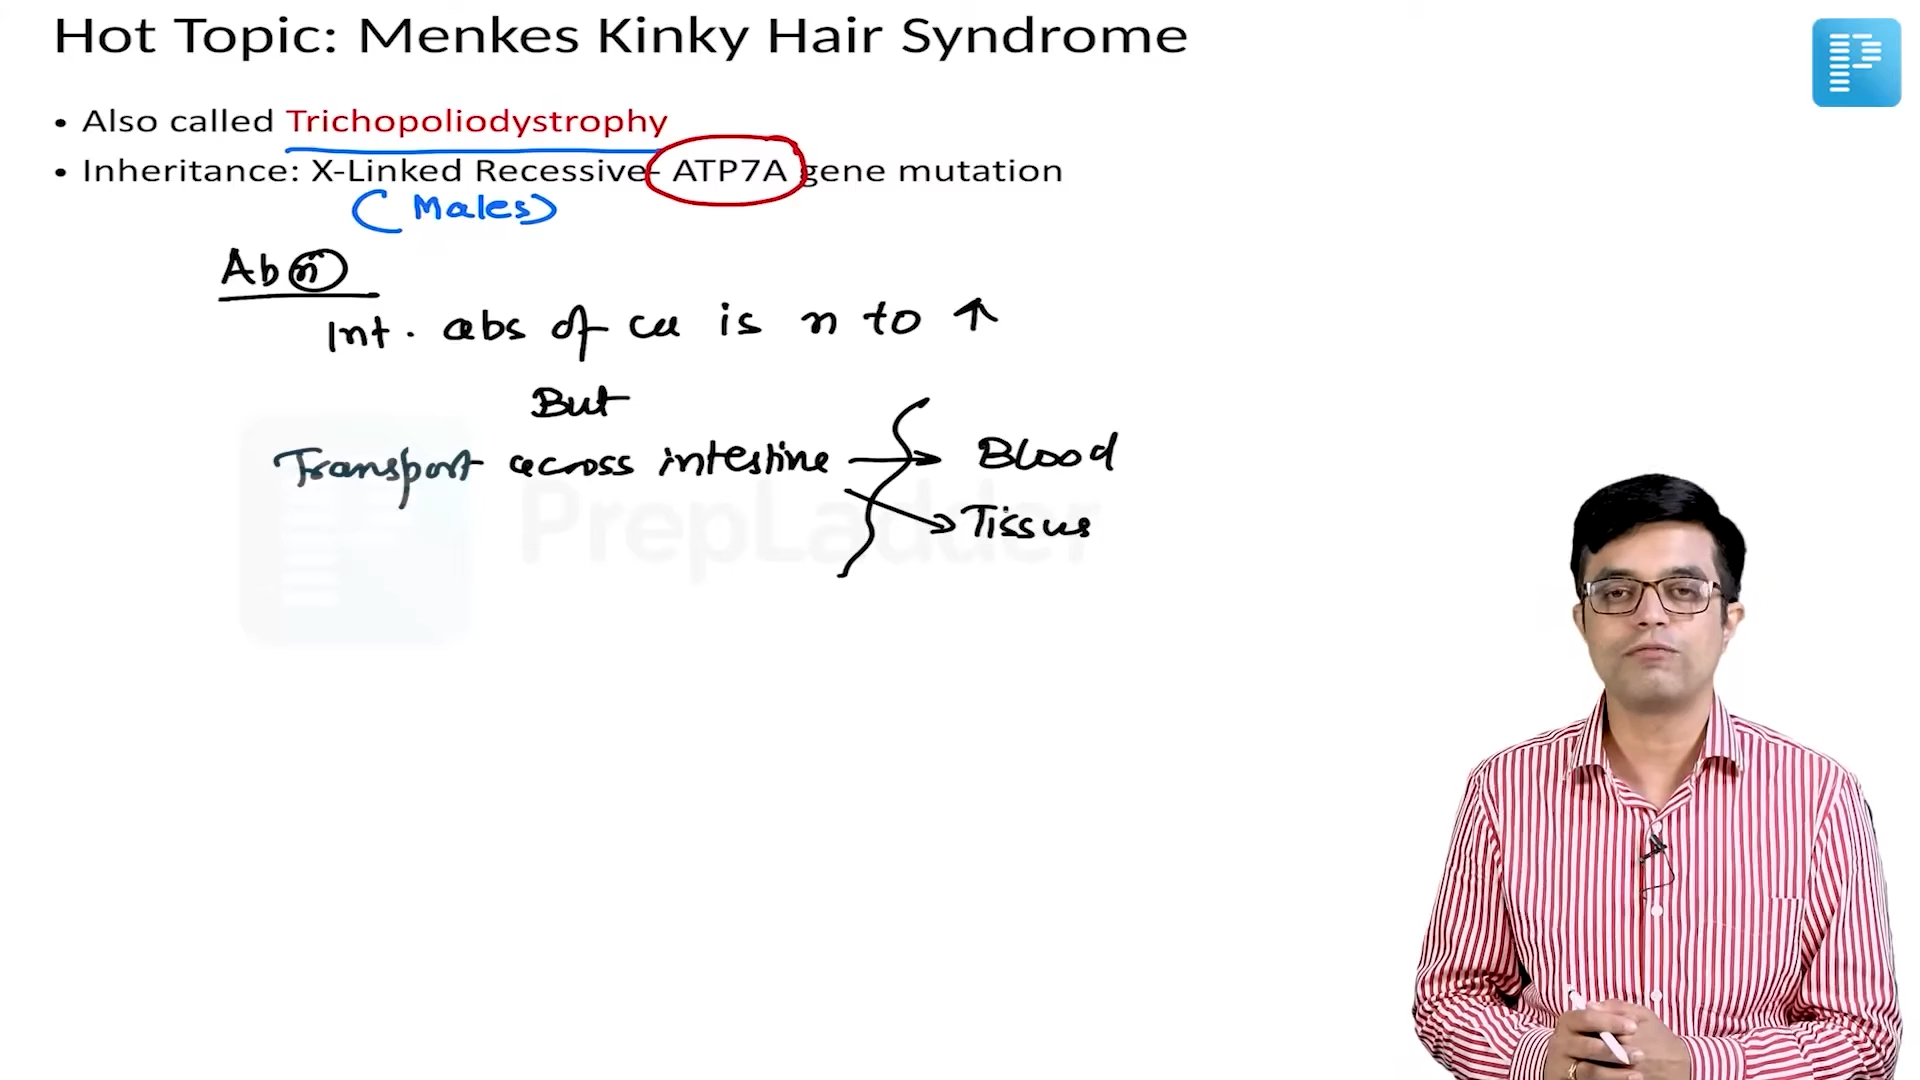 Hot Topic: Menkes Kinky Hair Syndrome
• Also called Trichopoliodystrophy
• Inheritance: X-Linked Recessive- ATP7A gene mutation
(Males)
Ab n
Int. abs of cu is n to ↑
But
Transport across intestine → Blood
→ Tissue
PrepLadder